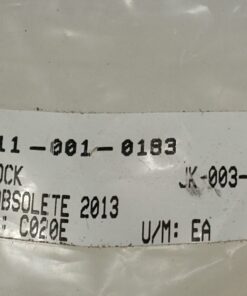 11-001-0183
OCK JK-003-
OBSOLETE 2013
: C020E U/M: EA